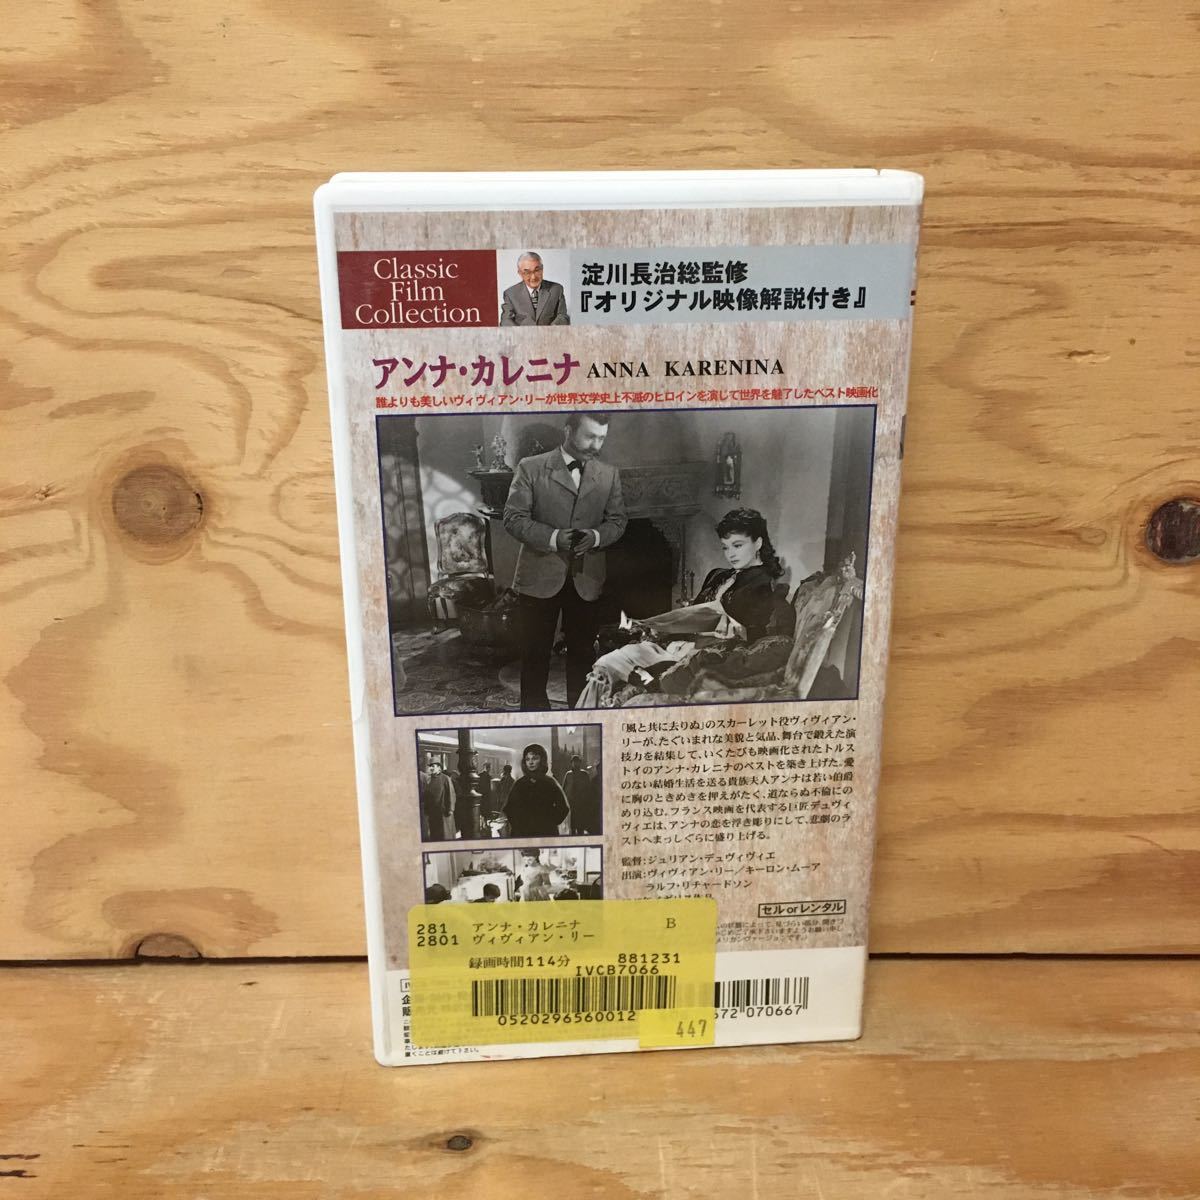 Classic
Film
Collection
淀川長治総監修
『オリジナル映像解説付き』
アンナ・カレニナ ANNA KARENINA
誰よりも美しいヴィヴィアン・リーが世界文学史上不滅のヒロインを演じて世界を魅了したベスト映画化
「風と共に去りぬ」のスカーレット役ヴィヴィアン・
リーが、たぐいまれな美貌と気品、舞台で鍛えた演
技力を結集して、いくたびも映画化されたトルス
トイのアンナ・カレニナのベストを築き上げた。愛
のない結婚生活を送る貴族夫人アンナは若い伯爵
に胸のときめきを抑えがたく、道ならぬ不倫にの
めり込む。フランス映画を代表する巨匠デュヴィ
ヴィエは、アンナの恋を浮き彫りにして、悲劇のラ
ストへまっしぐらに盛り上げる。
監督:ジュリアン・デュヴィヴィエ
出演:ヴィヴィアン・リー／キーロン・ムーア
ラルフ・リチャードソン
セルorレンタル
281 アンナ・カレニナ B
2801 ヴィヴィアン・リー
録画時間114分 881231
IVCB7066
0520296560012
447
672 070667
置くことは避けて下さい。